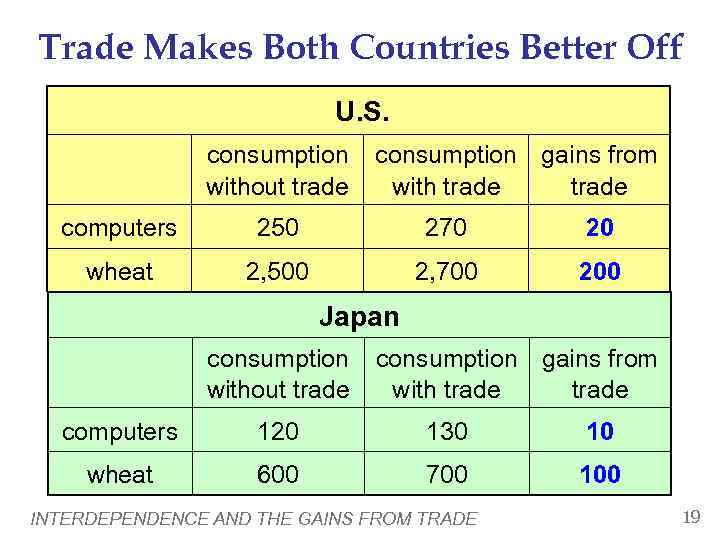 Trade Makes Both Countries Better Off
U.S.
consumption without trade consumption with trade gains from trade
computers 250 270 20
wheat 2,500 2,700 200
Japan
consumption without trade consumption with trade gains from trade
computers 120 130 10
wheat 600 700 100
INTERDEPENDENCE AND THE GAINS FROM TRADE 19